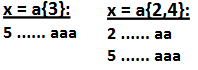 x = a{3}:
5 ...... aaa
x = a{2,4}:
2 ...... aa
5 ...... aaa